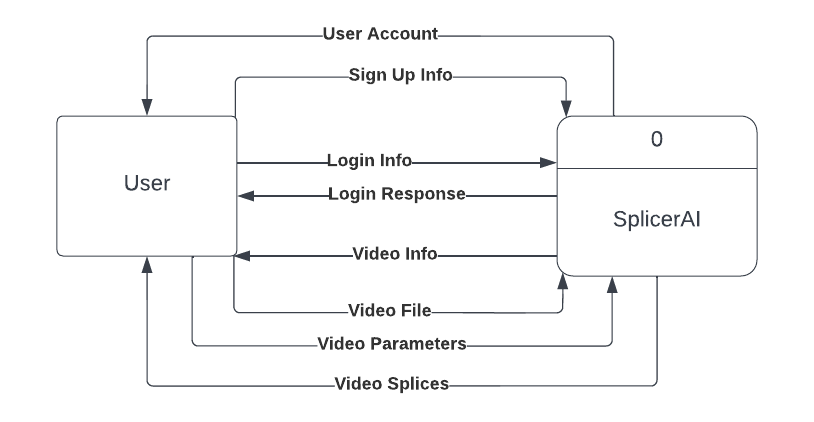 User Account
Sign Up Info
0
Login Info
User
Login Response
SplicerAI
Video Info
Video File
Video Parameters
Video Splices